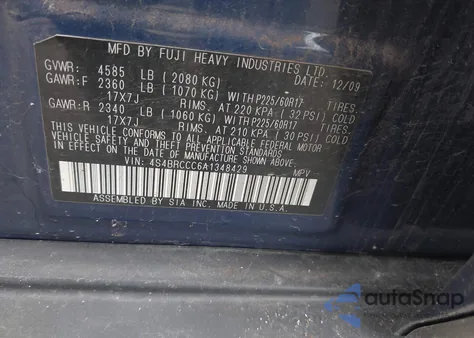 MFD BY FUJI HEAVY INDUSTRIES LTD.
GVWR: 4585 LB (2080 KG) 12/09
GAWR:F 2360 LB (1070 KG) WITH P225/60R17 TIRES,
17X7J RIMS, AT 220 KPA (32 PSI) COLD
GAWR:R 2340 LB (1060 KG) WITH P225/60R17 TIRES,
17X7J RIMS, AT 210 KPA (30 PSI) COLD
THIS VEHICLE CONFORMS TO ALL APPLICABLE FEDERAL MOTOR
VEHICLE SAFETY AND THEFT PREVENTION STANDARDS IN EFFECT
ON THE DATE OF MANUFACTURE SHOWN ABOVE.
VIN: 4S4BRCCC6A1348429 MPV
ASSEMBLED BY SIA INC. MADE IN U.S.A.
autoSnap